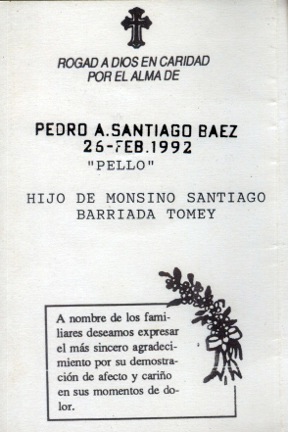 ROGAD A DIOS EN CARIDAD
POR EL ALMA DE
PEDRO A. SANTIAGO BAEZ
26-FEB.1992
"PELLO"
HIJO DE MONSINO SANTIAGO
BARRIADA TOMEY
A nombre de los fami-
liares deseamos expresar
el más sincero agradeci-
miento por su demostra-
ción de afecto y cariño
en sus momentos de do-
lor.